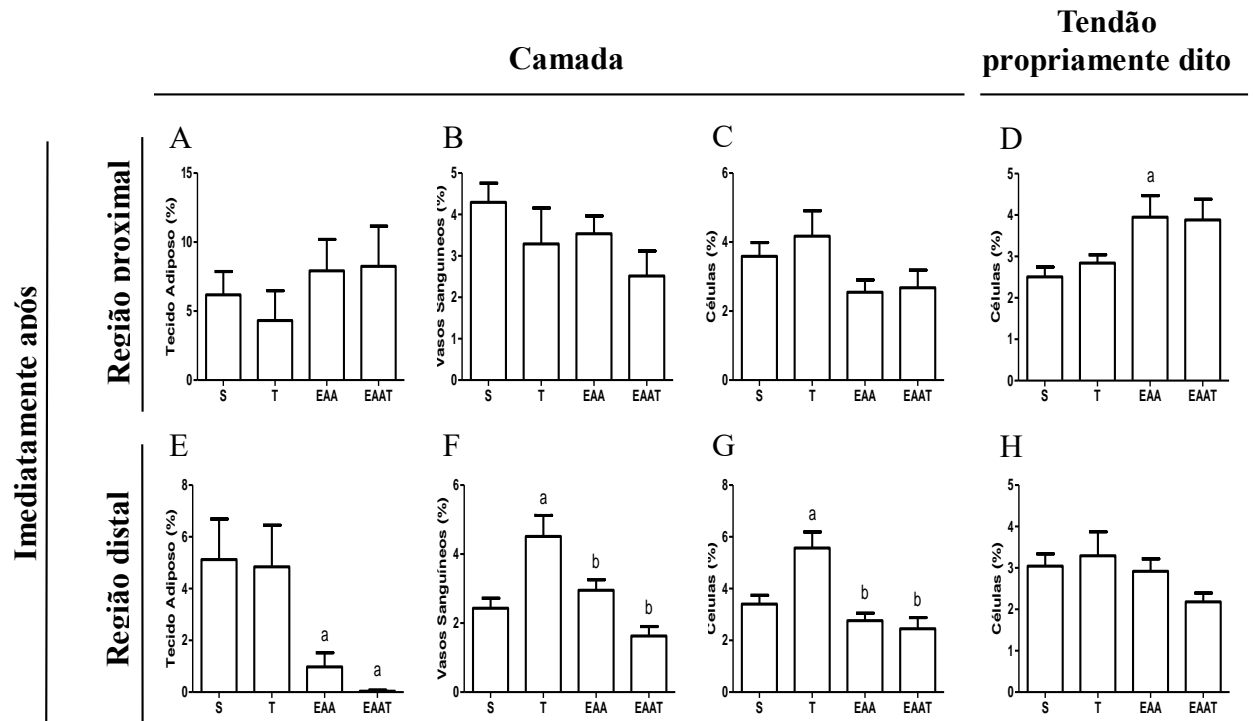 Camada
Tendão
propriamente dito
Imediatamente após
Região proximal
A
Tecido Adiposo (%)
15
10
5
0
S T EAA EAAT
B
Vasos Sanguineos (%)
5
4
3
2
1
0
S T EAA EAAT
C
Células (%)
6
4
2
0
S T EAA EAAT
D
Células (%)
5
4
3
2
1
0
a
S T EAA EAAT
Região distal
E
Tecido Adiposo (%)
8
6
4
2
0
a
a
S T EAA EAAT
F
Vasos Sanguíneos (%)
6
4
2
0
a
b
b
S T EAA EAAT
G
Células (%)
8
6
4
2
0
a
b
b
S T EAA EAAT
H
Células (%)
5
4
3
2
1
0
S T EAA EAAT